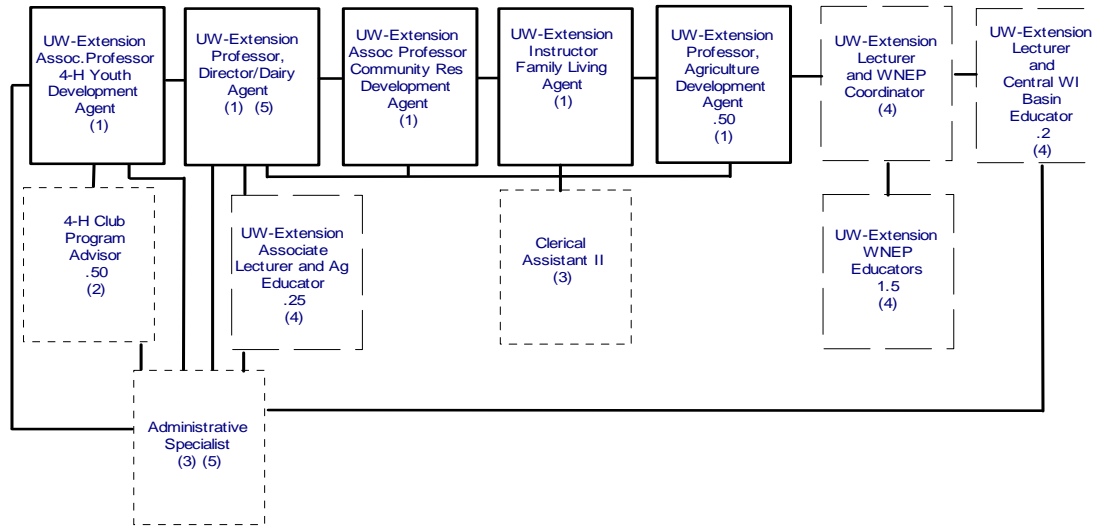 UW-Extension
Assoc.Professor
4-H Youth
Development
Agent
(1)
UW-Extension
Professor,
Director/Dairy
Agent
(1) (5)
UW-Extension
Assoc Professor
Community Res
Development
Agent
(1)
UW-Extension
Instructor
Family Living
Agent
(1)
UW-Extension
Professor,
Agriculture
Development
Agent
.50
(1)
UW-Extension
Lecturer
and WNEP
Coordinator
(4)
UW-Extension
Lecturer
and
Central WI
Basin
Educator
.2
(4)
4-H Club
Program
Advisor
.50
(2)
UW-Extension
Associate
Lecturer and Ag
Educator
.25
(4)
Clerical
Assistant II
(3)
UW-Extension
WNEP
Educators
1.5
(4)
Administrative
Specialist
(3) (5)